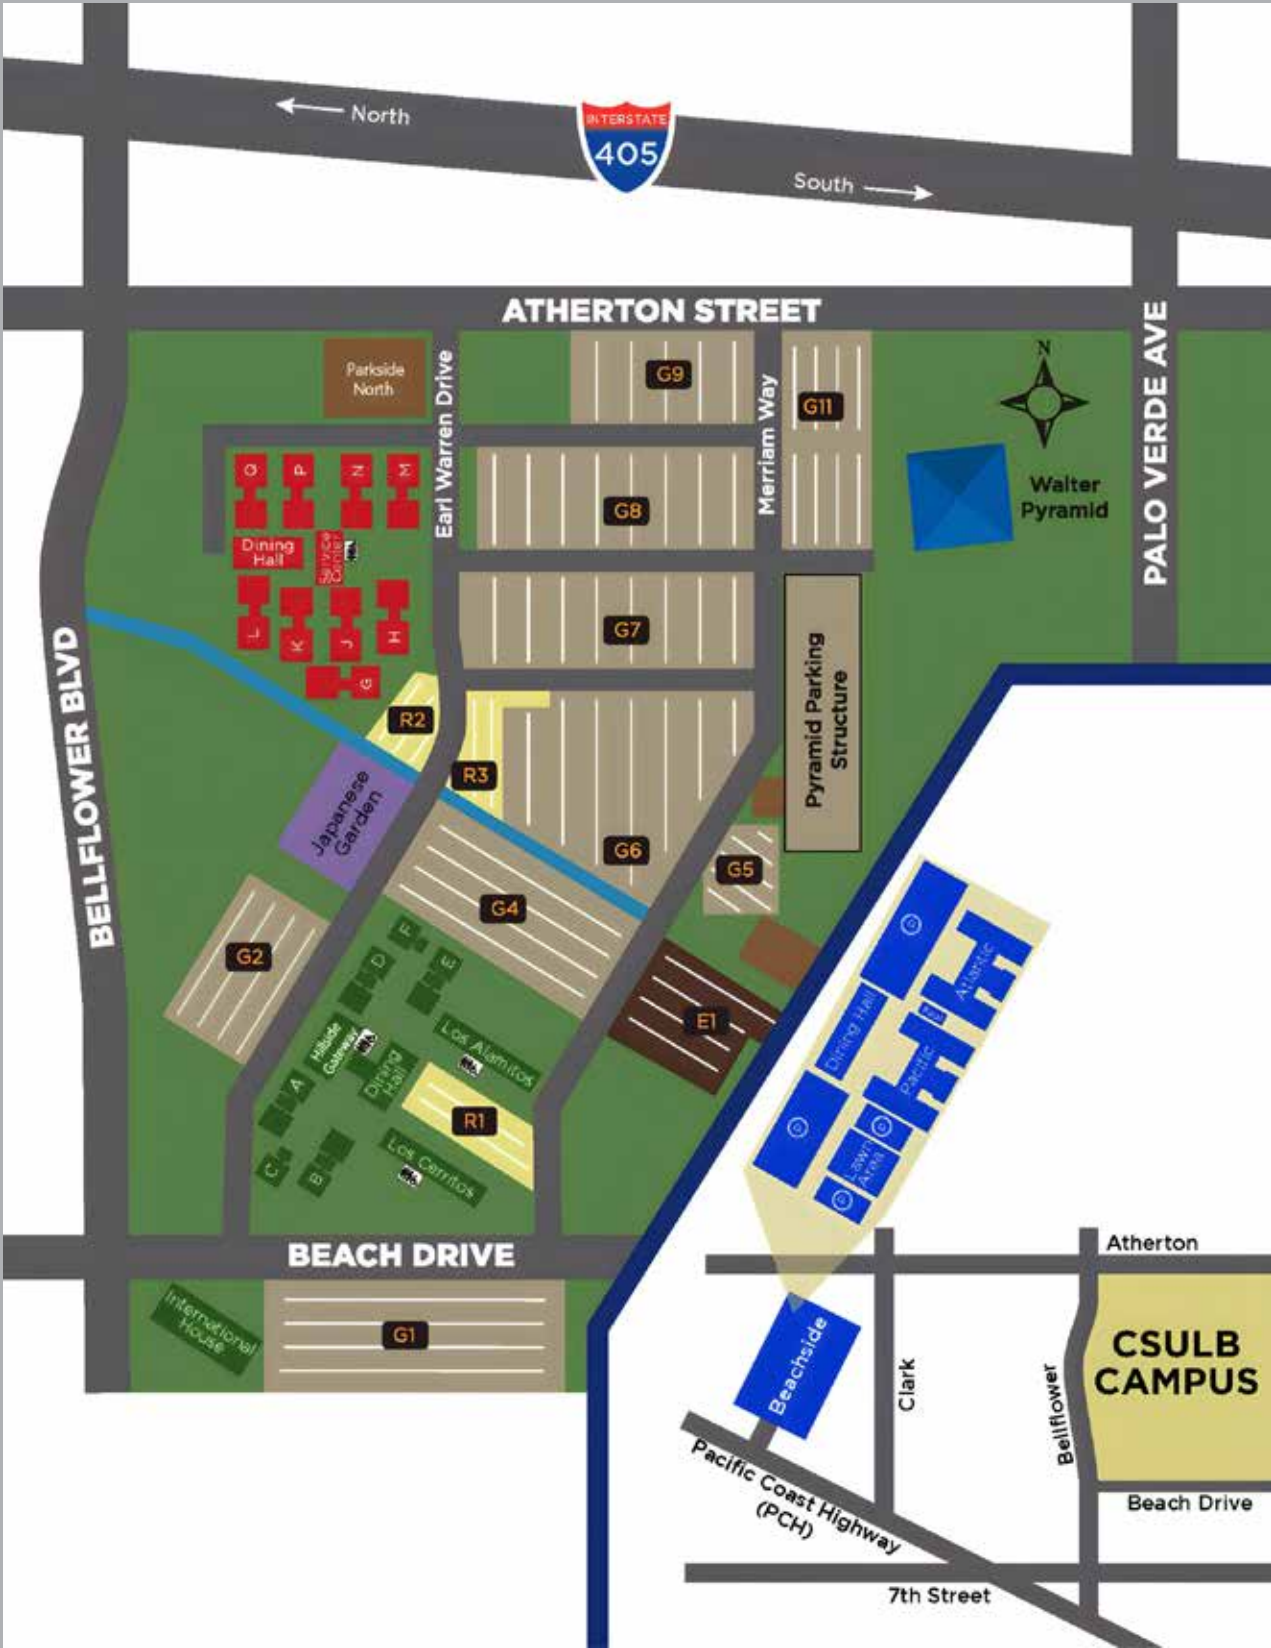 North
INTERSTATE
405
South
ATHERTON STREET
PALO VERDE AVE
Parkside
North
Earl Warren Drive
G9
Merriam Way
G11
N
Walter
Pyramid
Q
P
N
M
G8
Dining
Hall
Service
Center
L
K
J
H
G
G7
BELLFLOWER BLVD
R2
R3
Pyramid Parking
Structure
Japanese
Garden
G6
G5
G4
G2
F
D
E
E1
Hillside
Gateway
Los Alamitos
Dining
Hall
A
R1
C
B
Los Cerritos
Atlantic
Dining Hall
Pacific
P
P
P
P
Lawn
Area
BEACH DRIVE
International
House
G1
Atherton
Beachside
Clark
Bellflower
CSULB
CAMPUS
Beach Drive
Pacific Coast Highway
(PCH)
7th Street